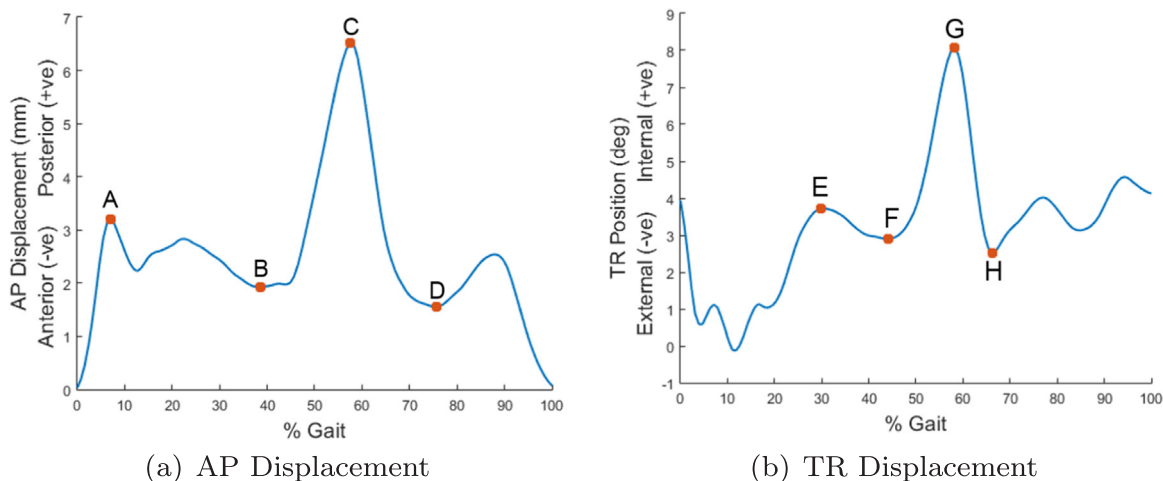 7
6
5
4
3
2
1
0
AP Displacement (mm)
Anterior (-ve) Posterior (+ve)
A
B
C
D
0 10 20 30 40 50 60 70 80 90 100
% Gait
(a) AP Displacement
9
8
7
6
5
4
3
2
1
0
-1
TR Position (deg)
External (-ve) Internal (+ve)
E
F
G
H
0 10 20 30 40 50 60 70 80 90 100
% Gait
(b) TR Displacement